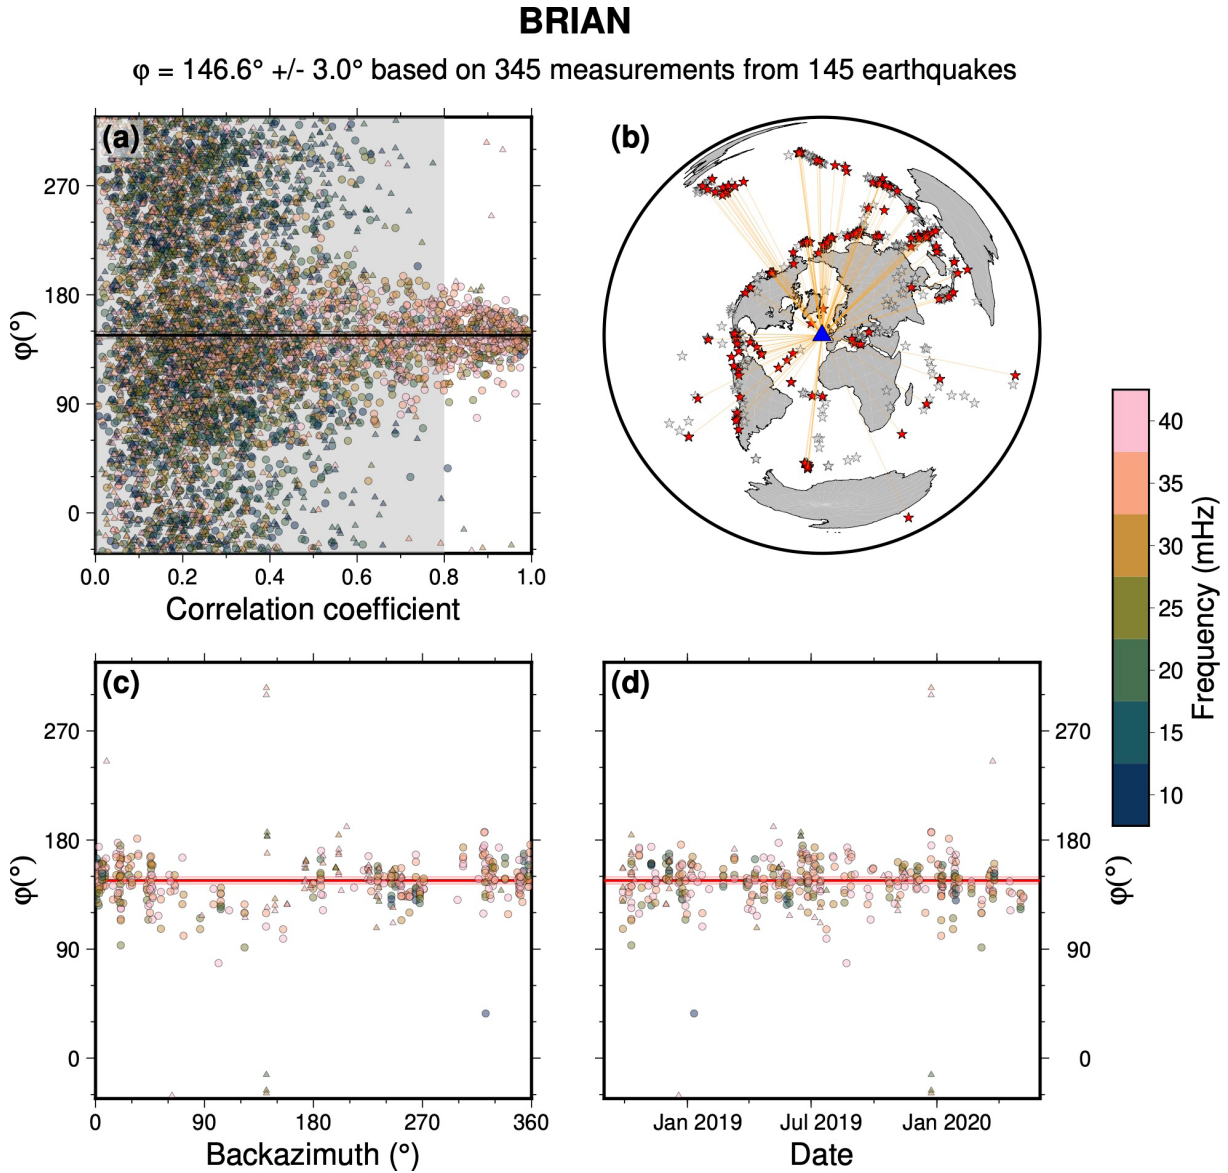 BRIAN
φ = 146.6° +/- 3.0° based on 345 measurements from 145 earthquakes
(a)
270
180
90
0
φ(°)
0.0 0.2 0.4 0.6 0.8 1.0
Correlation coefficient
(b)
40
35
30
25
20
15
10
Frequency (mHz)
(c)
270
180
90
0
φ(°)
0 90 180 270 360
Backazimuth (°)
(d)
270
180
90
0
φ(°)
Jan 2019 Jul 2019 Jan 2020
Date